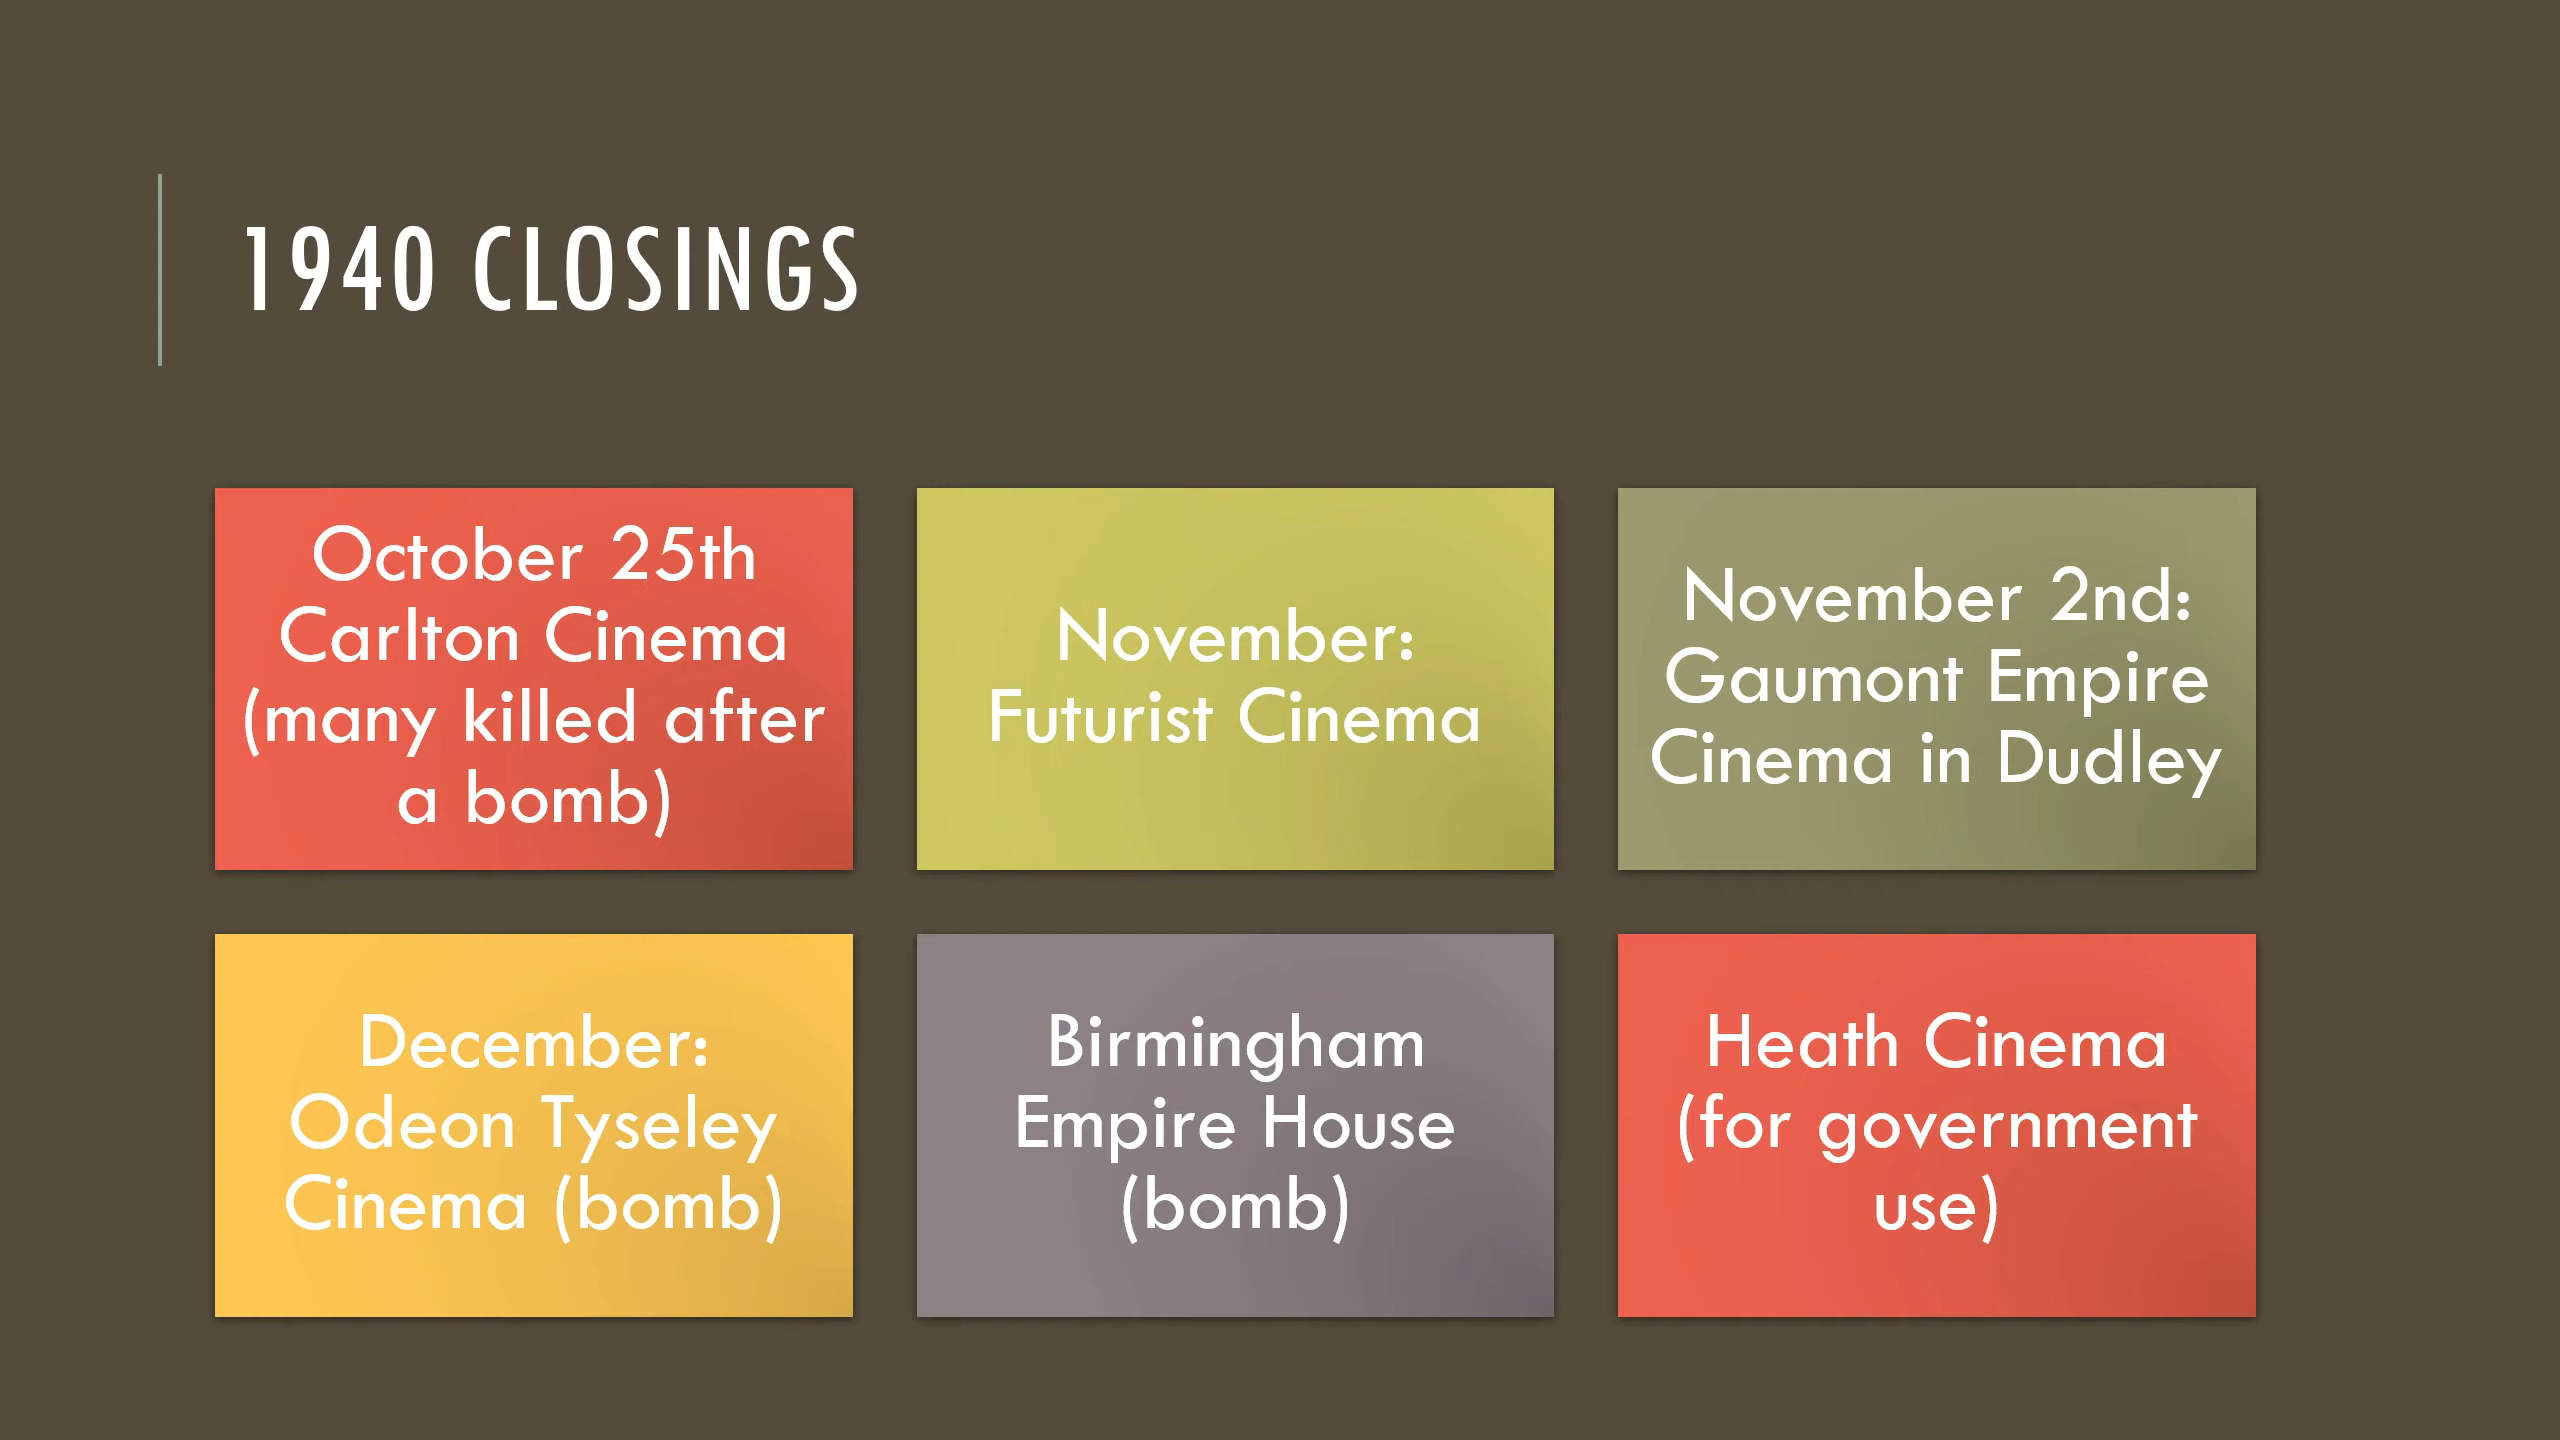 1940 CLOSINGS
October 25th
Carlton Cinema
(many killed after
a bomb)
November:
Futurist Cinema
November 2nd:
Gaumont Empire
Cinema in Dudley
December:
Odeon Tyseley
Cinema (bomb)
Birmingham
Empire House
(bomb)
Heath Cinema
(for government
use)